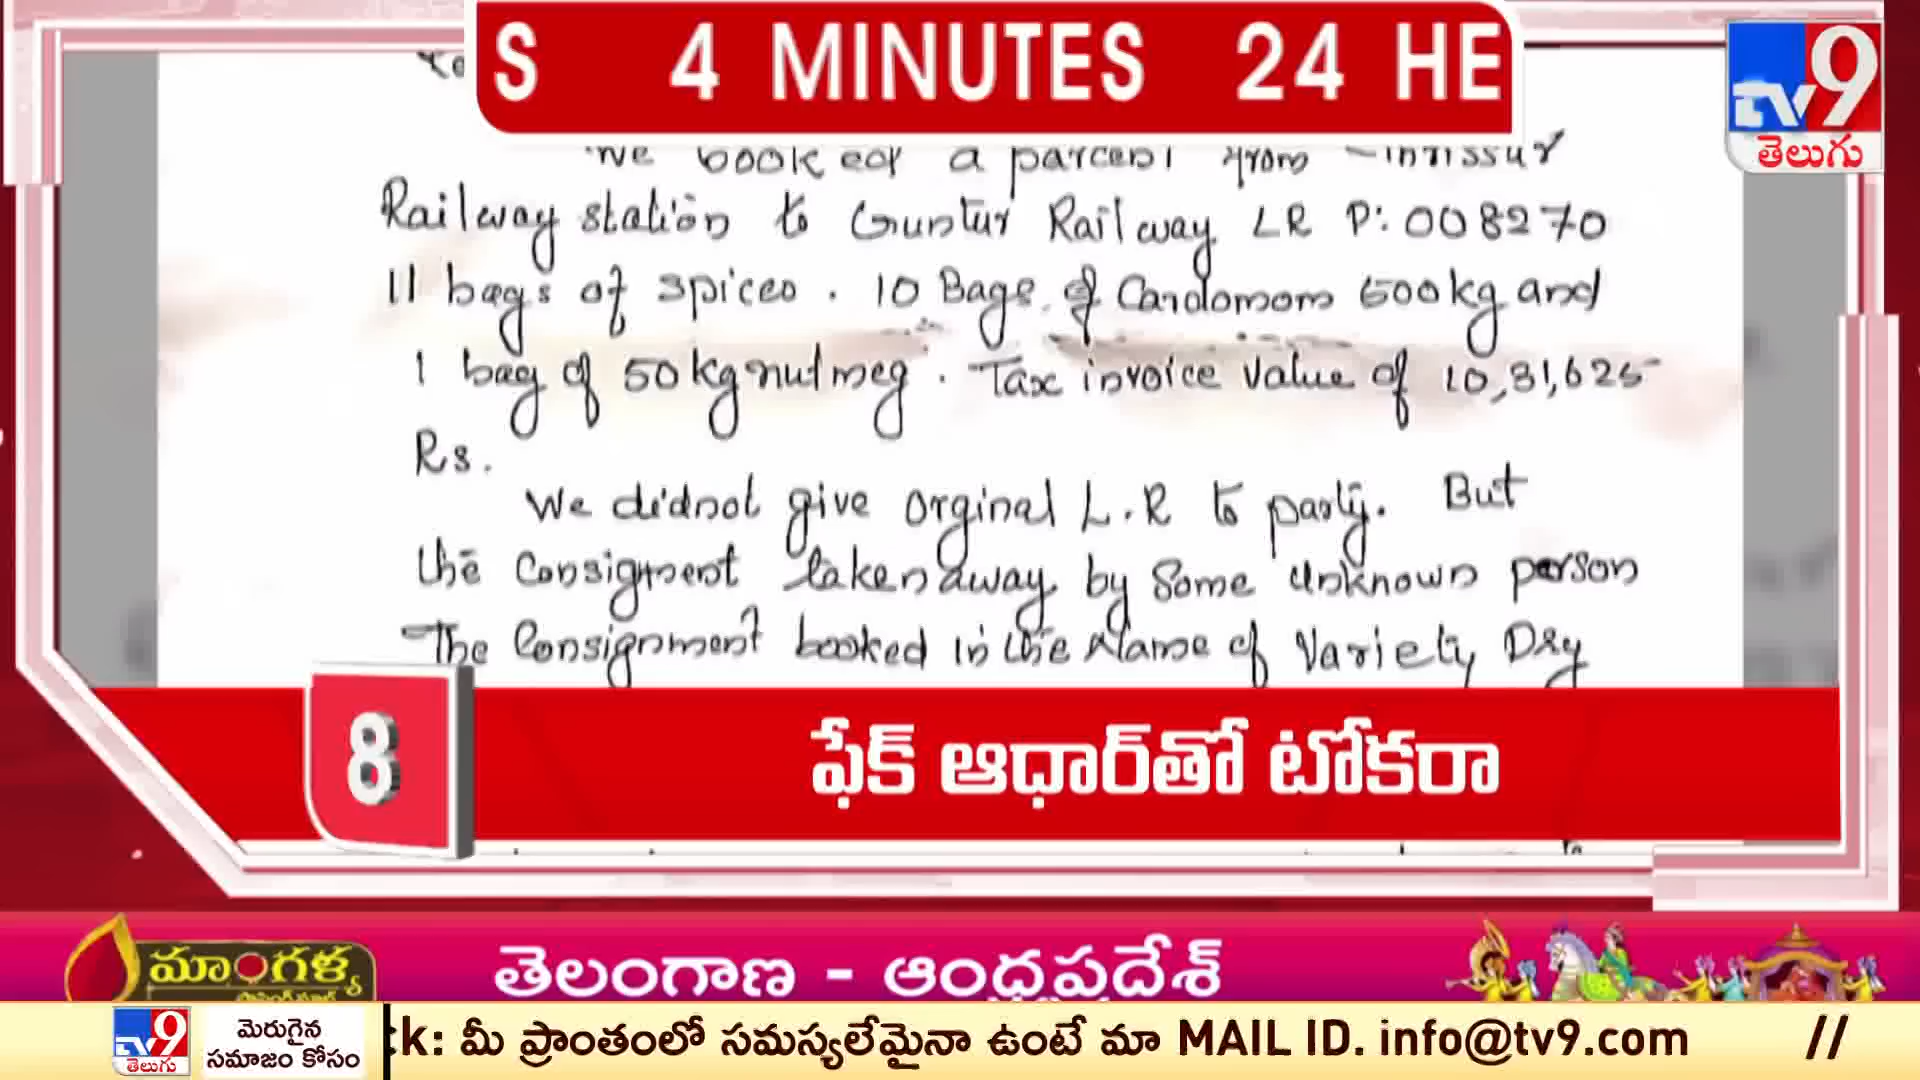 S 4 MINUTES 24 HE
TV9
తెలుగు
We booked a parcel from Thrissur
Railway station to Guntur Railway LR P: 008270
11 bags of spices. 10 Bags of Cardomom 500kg and
1 bag of 50kg nutmeg. Tax invoice value of 10,31,625
Rs.
We didnot give orginal L.R to party. But
the consignment taken away by some unknown person
The Consignment booked in the Name of Variety Dry
8
ఫేక్ ఆధార్‌తో టోకరా
మాంగళ్య
తెలంగాణ - ఆంధ్రప్రదేశ్
TV9
తెలుగు
మెరుగైన
సమాజం కోసం
ck: మీ ప్రాంతంలో సమస్యలేమైనా ఉంటే మా MAIL ID. info@tv9.com //